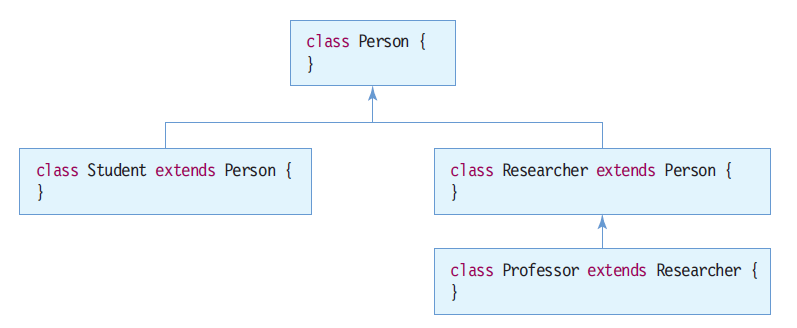 class Person {
}
class Student extends Person {
}
class Researcher extends Person {
}
class Professor extends Researcher {
}